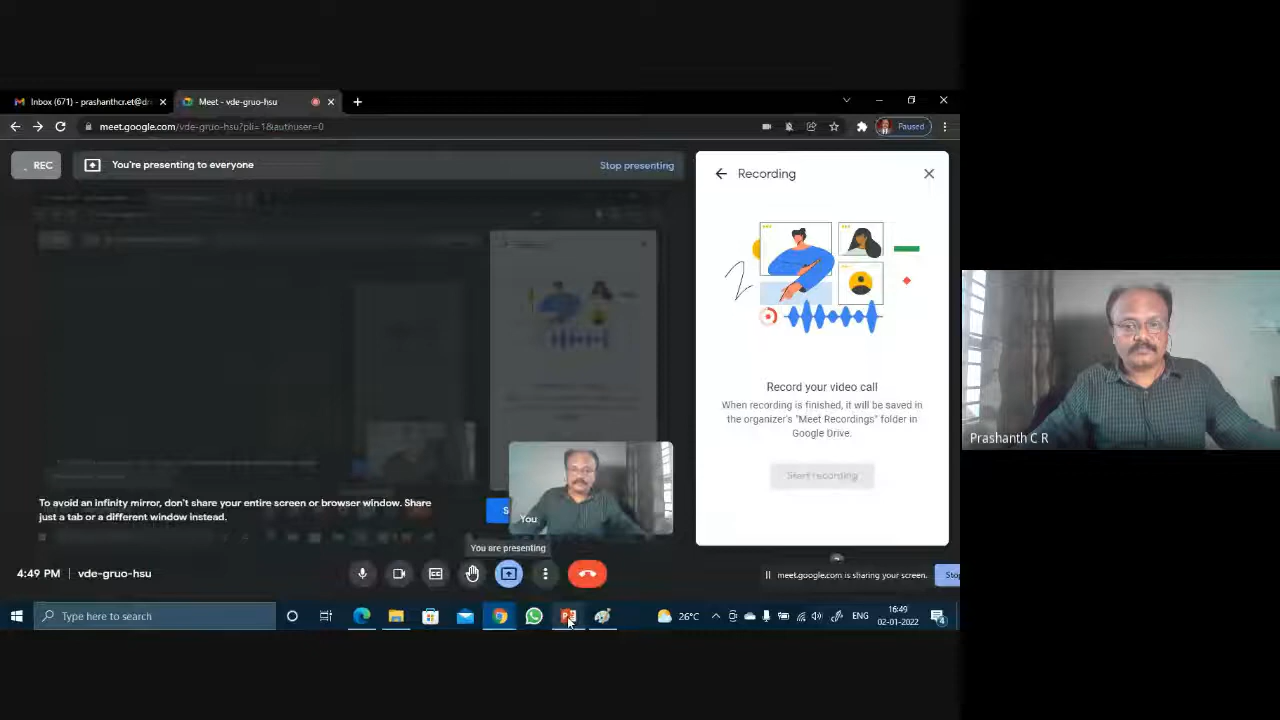 Inbox (671) - prashanthcr.et@dr
Meet - vde-gruo-hsu
meet.google.com/vde-gruo-hsu?pli=1&authuser=0
Paused
REC
You're presenting to everyone
Stop presenting
Recording
2
Record your video call
When recording is finished, it will be saved in
the organizer's "Meet Recordings" folder in
Google Drive.
Start recording
Prashanth C R
To avoid an infinity mirror, don't share your entire screen or browser window. Share
just a tab or a different window instead.
S
You
You are presenting
4:49 PM | vde-gruo-hsu
meet.google.com is sharing your screen.
Stop
Type here to search
26°C
ENG
16:49
02-01-2022
4